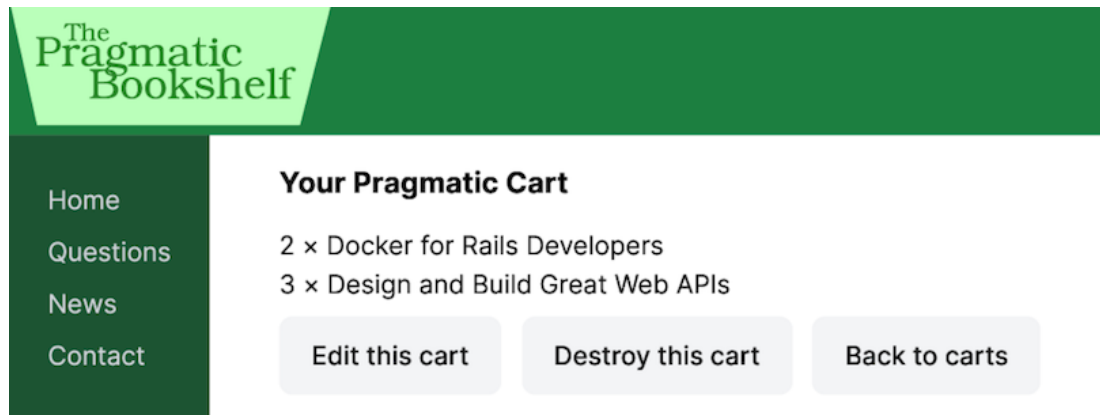 The
Pragmatic
Bookshelf
Home
Questions
News
Contact
Your Pragmatic Cart
2 × Docker for Rails Developers
3 × Design and Build Great Web APIs
Edit this cart
Destroy this cart
Back to carts